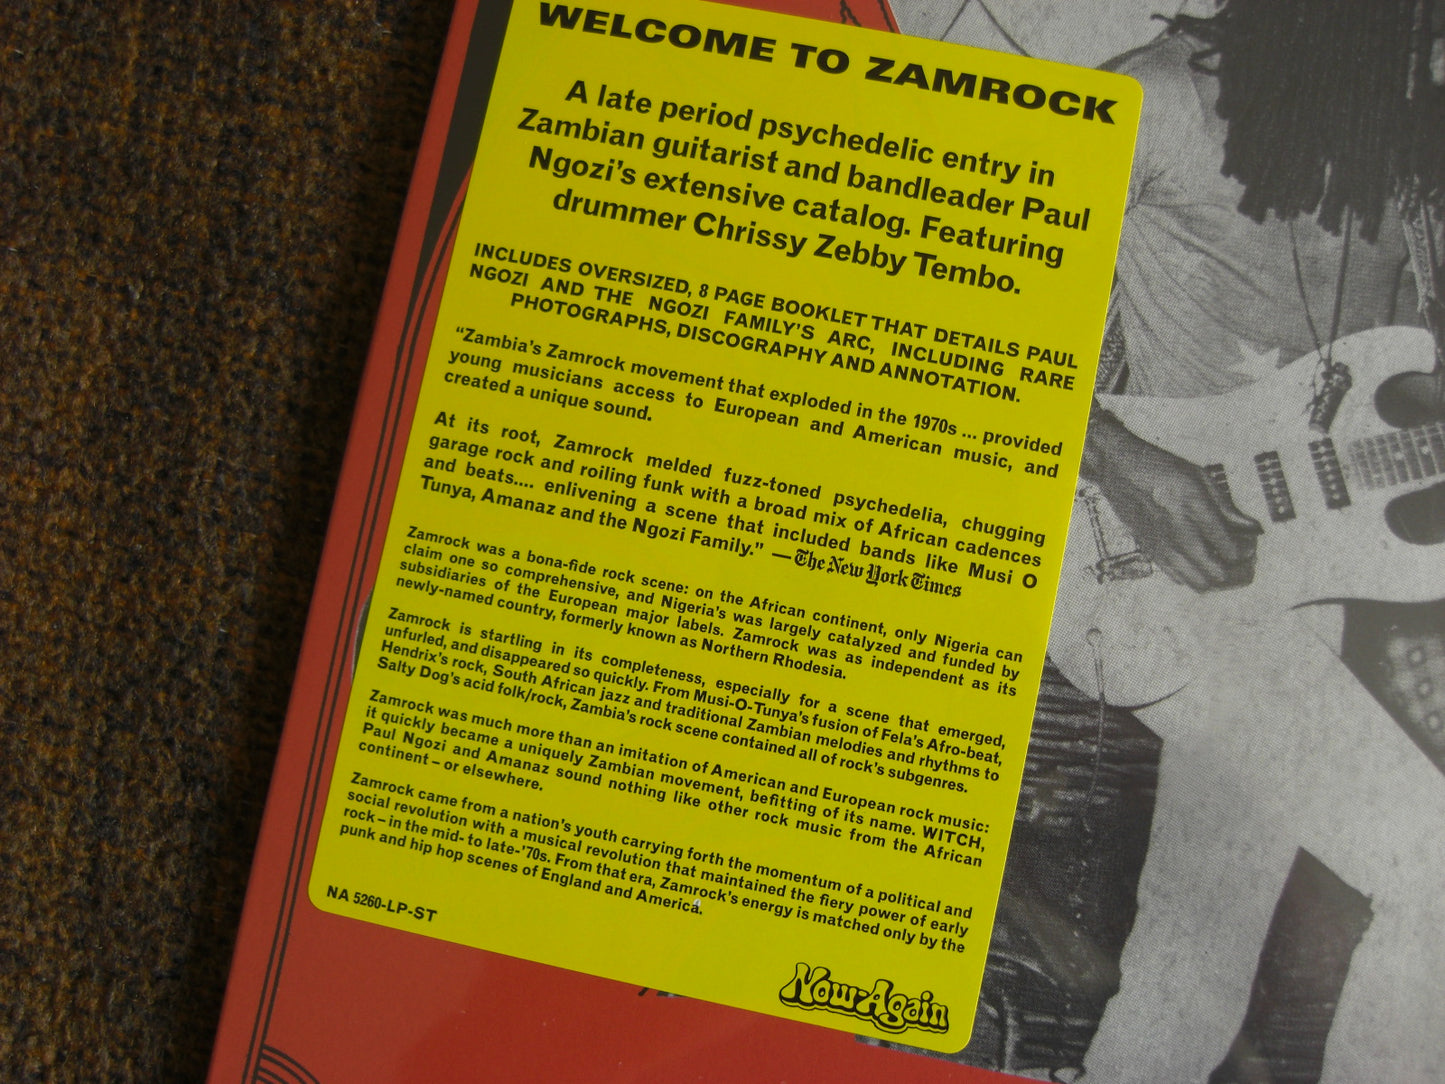 WELCOME TO ZAMROCK
A late period psychedelic entry in
Zambian guitarist and bandleader Paul
Ngozi's extensive catalog. Featuring
drummer Chrissy Zebby Tembo.
INCLUDES OVERSIZED, 8 PAGE BOOKLET THAT DETAILS PAUL
NGOZI AND THE NGOZI FAMILY'S ARC, INCLUDING RARE
PHOTOGRAPHS, DISCOGRAPHY AND ANNOTATION.
"Zambia's Zamrock movement that exploded in the 1970s ... provided
young musicians access to European and American music, and
created a unique sound.
At its root, Zamrock melded fuzz-toned psychedelia, chugging
garage rock and roiling funk with a broad mix of African cadences
and beats.... enlivening a scene that included bands like Musi O
Tunya, Amanaz and the Ngozi Family." —The New York Times
Zamrock was a bona-fide rock scene: on the African continent, only Nigeria can
claim one so comprehensive, and Nigeria's was largely catalyzed and funded by
subsidiaries of the European major labels. Zamrock was as independent as its
newly-named country, formerly known as Northern Rhodesia.
Zamrock is startling in its completeness, especially for a scene that emerged,
unfurled, and disappeared so quickly. From Musi-O-Tunya's fusion of Fela's Afro-beat,
Hendrix's rock, South African jazz and traditional Zambian melodies and rhythms to
Salty Dog's acid folk/rock, Zambia's rock scene contained all of rock's subgenres.
Zamrock was much more than an imitation of American and European rock music:
it quickly became a uniquely Zambian movement, befitting of its name. WITCH,
Paul Ngozi and Amanaz sound nothing like other rock music from the African
continent – or elsewhere.
Zamrock came from a nation's youth carrying forth the momentum of a political and
social revolution with a musical revolution that maintained the fiery power of early
rock – in the mid- to late-'70s. From that era, Zamrock's energy is matched only by the
punk and hip hop scenes of England and America.
NA 5260-LP-ST
Now-Again